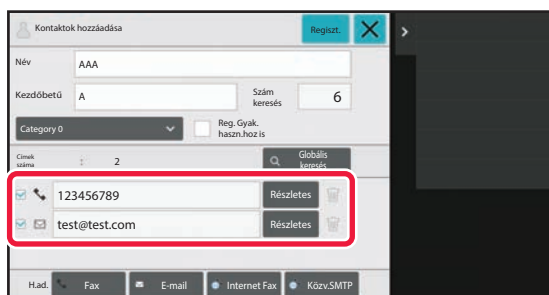 Kontaktok hozzáadása Regiszt.
Név AAA
Kezdőbetű A Szám keresés 6
Category 0 Reg. Gyak. haszn.hoz is
Címek száma : 2 Globális keresés
123456789 Részletes
test@test.com Részletes
H.ad. Fax E-mail Internet Fax Közv.SMTP